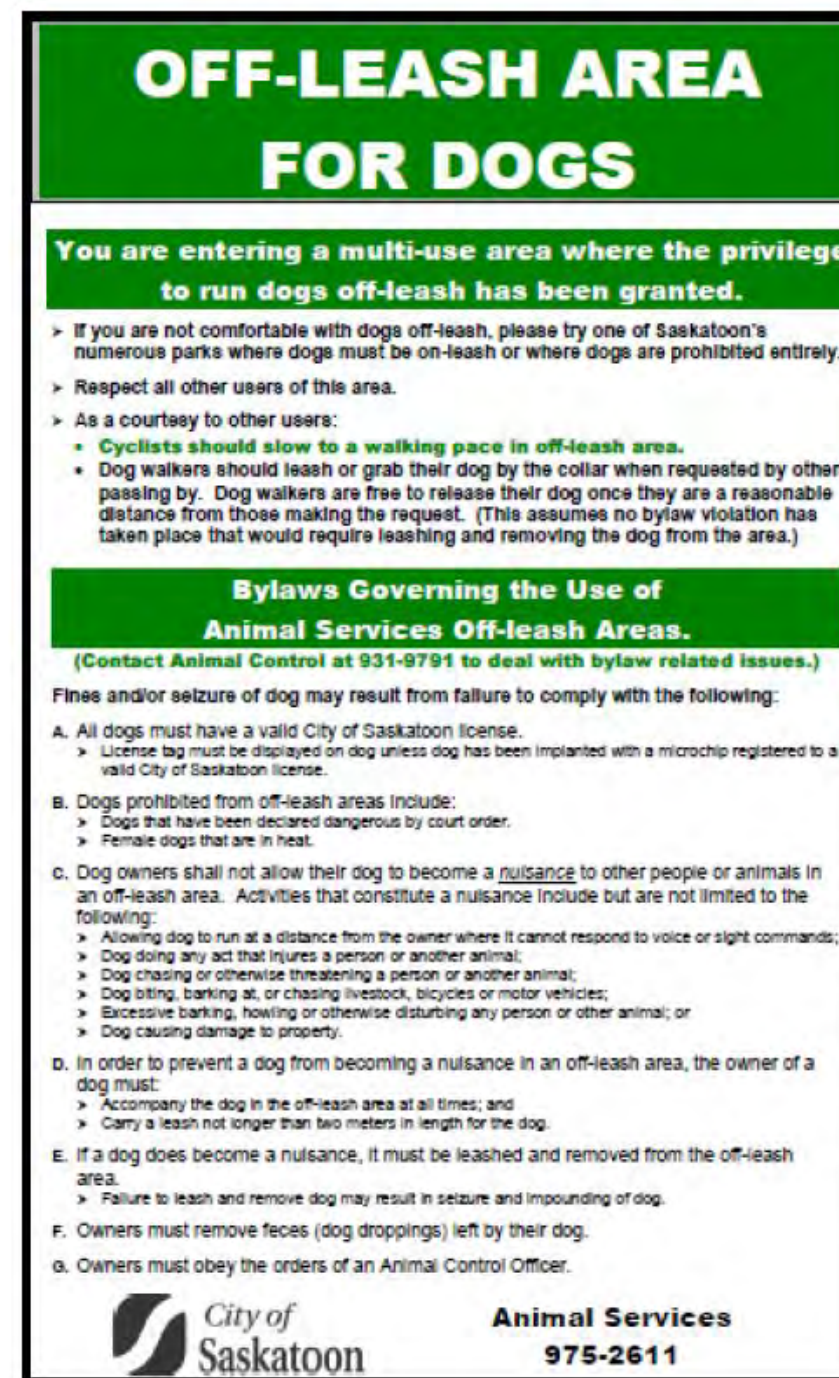 OFF-LEASH AREA
FOR DOGS
You are entering a multi-use area where the privilege
to run dogs off-leash has been granted.
➢ If you are not comfortable with dogs off-leash, please try one of Saskatoon's
numerous parks where dogs must be on-leash or where dogs are prohibited entirely.
➢ Respect all other users of this area.
➢ As a courtesy to other users:
• Cyclists should slow to a walking pace in off-leash area.
• Dog walkers should leash or grab their dog by the collar when requested by other
passing by. Dog walkers are free to release their dog once they are a reasonable
distance from those making the request. (This assumes no bylaw violation has
taken place that would require leashing and removing the dog from the area.)
Bylaws Governing the Use of
Animal Services Off-leash Areas.
(Contact Animal Control at 931-9791 to deal with bylaw related issues.)
Fines and/or seizure of dog may result from failure to comply with the following:
A. All dogs must have a valid City of Saskatoon license.
➢ License tag must be displayed on dog unless dog has been implanted with a microchip registered to a
valid City of Saskatoon license.
B. Dogs prohibited from off-leash areas include:
➢ Dogs that have been declared dangerous by court order.
➢ Female dogs that are in heat.
C. Dog owners shall not allow their dog to become a nuisance to other people or animals in
an off-leash area. Activities that constitute a nuisance include but are not limited to the
following:
➢ Allowing dog to run at a distance from the owner where it cannot respond to voice or sight commands;
➢ Dog doing any act that injures a person or another animal;
➢ Dog chasing or otherwise threatening a person or another animal;
➢ Dog biting, barking at, or chasing livestock, bicycles or motor vehicles;
➢ Excessive barking, howling or otherwise disturbing any person or other animal; or
➢ Dog causing damage to property.
D. In order to prevent a dog from becoming a nuisance in an off-leash area, the owner of a
dog must:
➢ Accompany the dog in the off-leash area at all times; and
➢ Carry a leash not longer than two meters in length for the dog.
E. If a dog does become a nuisance, it must be leashed and removed from the off-leash
area.
➢ Failure to leash and remove dog may result in seizure and impounding of dog.
F. Owners must remove feces (dog droppings) left by their dog.
G. Owners must obey the orders of an Animal Control Officer.
City of
Saskatoon
Animal Services
975-2611